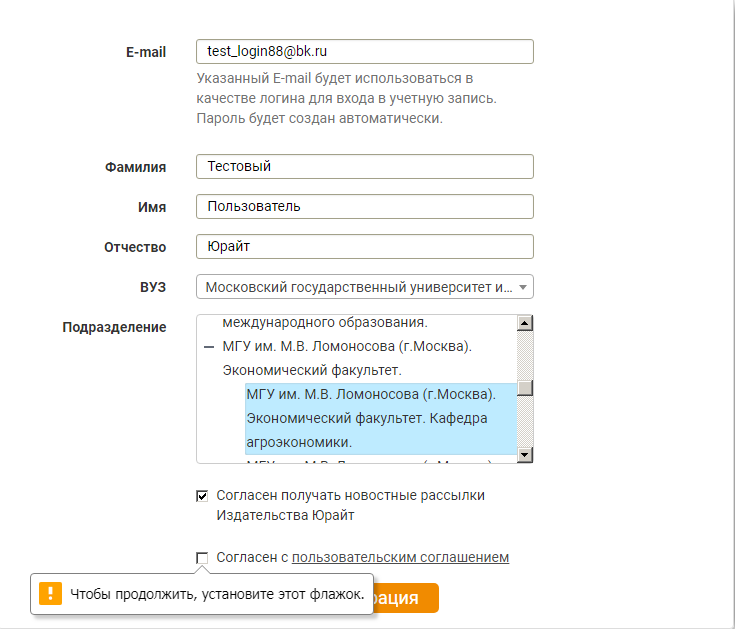 E-mail
test_login88@bk.ru
Указанный E-mail будет использоваться в
качестве логина для входа в учетную запись.
Пароль будет создан автоматически.
Фамилия
Тестовый
Имя
Пользователь
Отчество
Юрайт
ВУЗ
Московский государственный университет и...
Подразделение
международного образования.
МГУ им. М.В. Ломоносова (г.Москва).
Экономический факультет.
МГУ им. М.В. Ломоносова (г.Москва).
Экономический факультет. Кафедра
агроэкономики.
Согласен получать новостные рассылки
Издательства Юрайт
Согласен с пользовательским соглашением
Чтобы продолжить, установите этот флажок.